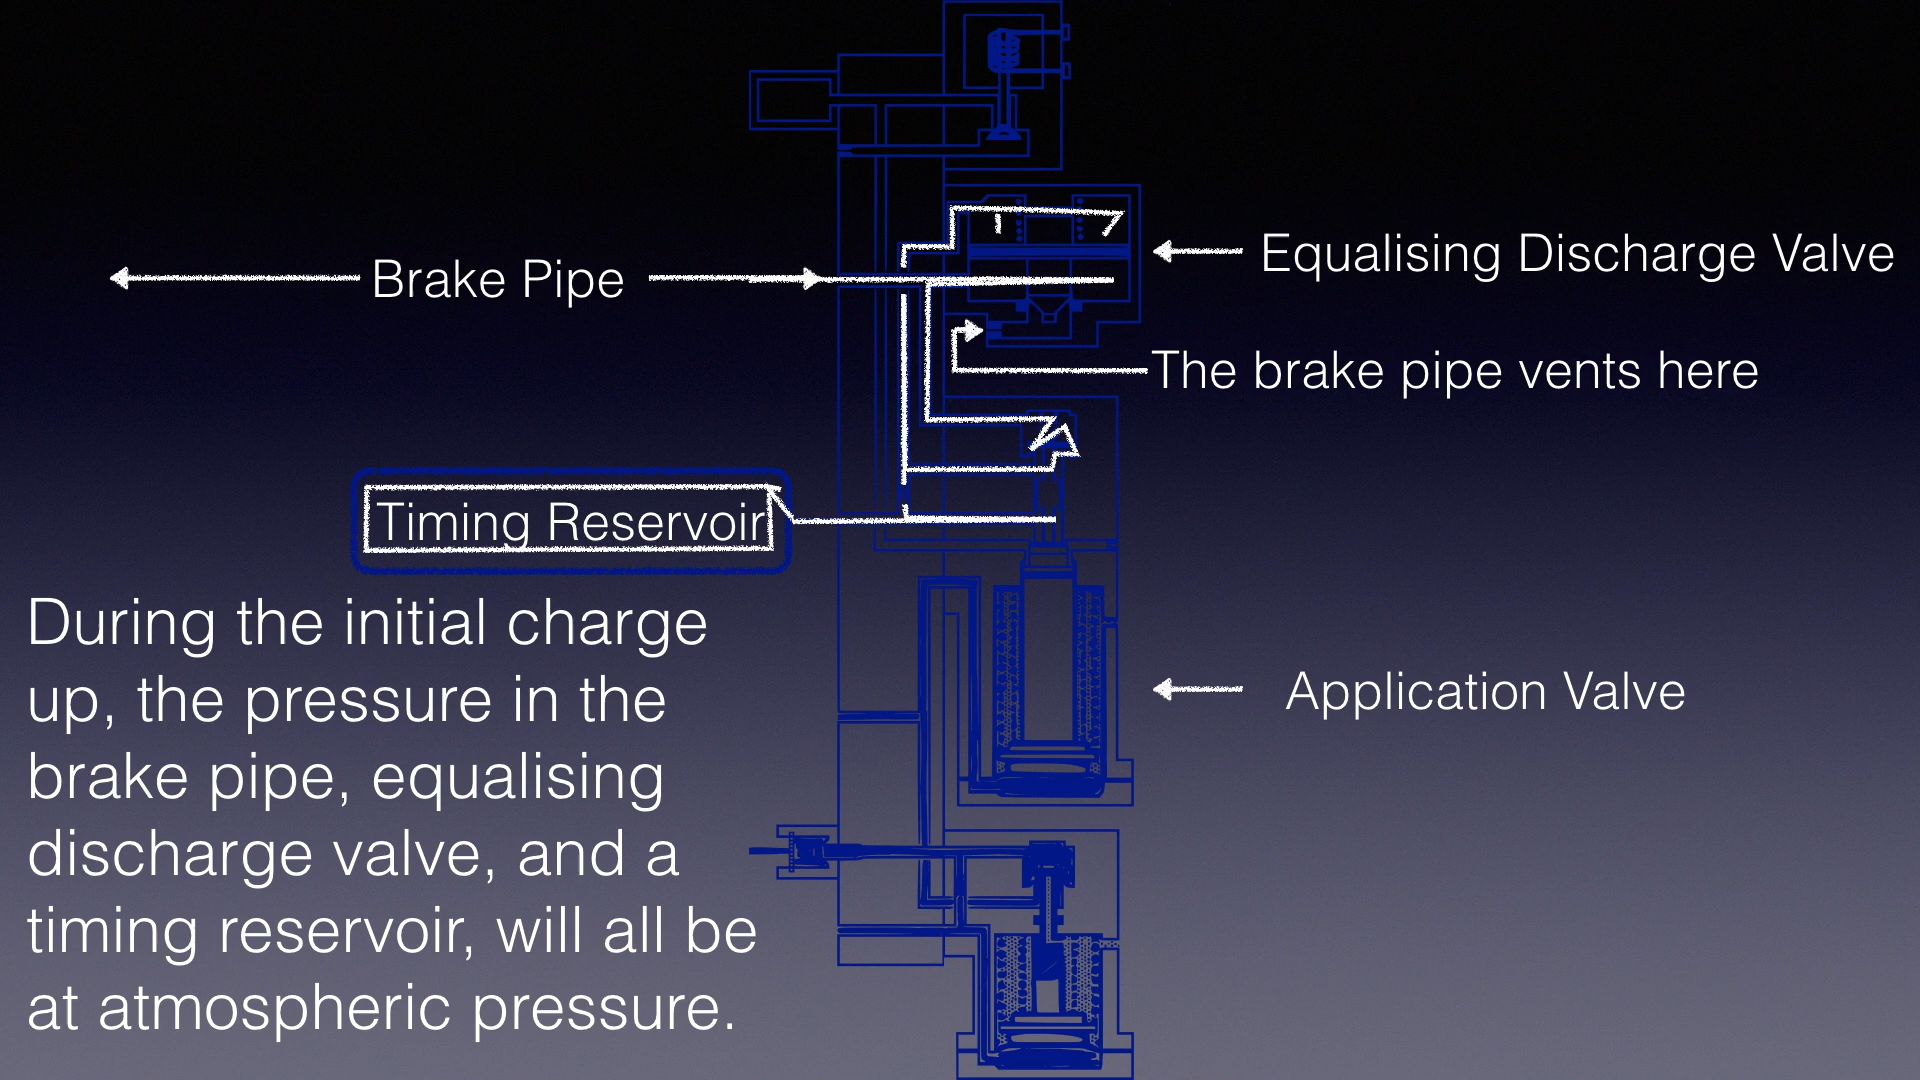 Equalising Discharge Valve
Brake Pipe
The brake pipe vents here
Timing Reservoir
During the initial charge
up, the pressure in the
brake pipe, equalising
discharge valve, and a
timing reservoir, will all be
at atmospheric pressure.
Application Valve